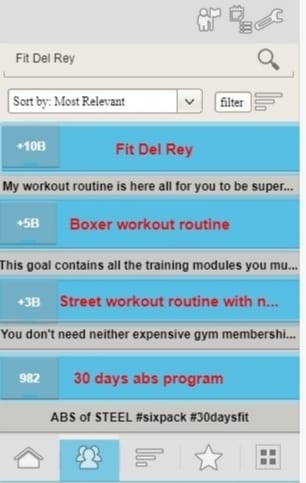 Fit Del Rey
Sort by: Most Relevant
filter
+10B
Fit Del Rey
My workout routine is here all for you to be super...
+5B
Boxer workout routine
This goal contains all the training modules you mu...
+3B
Street workout routine with n...
You don't need neither expensive gym membershi...
982
30 days abs program
ABS of STEEL #sixpack #30daysfit